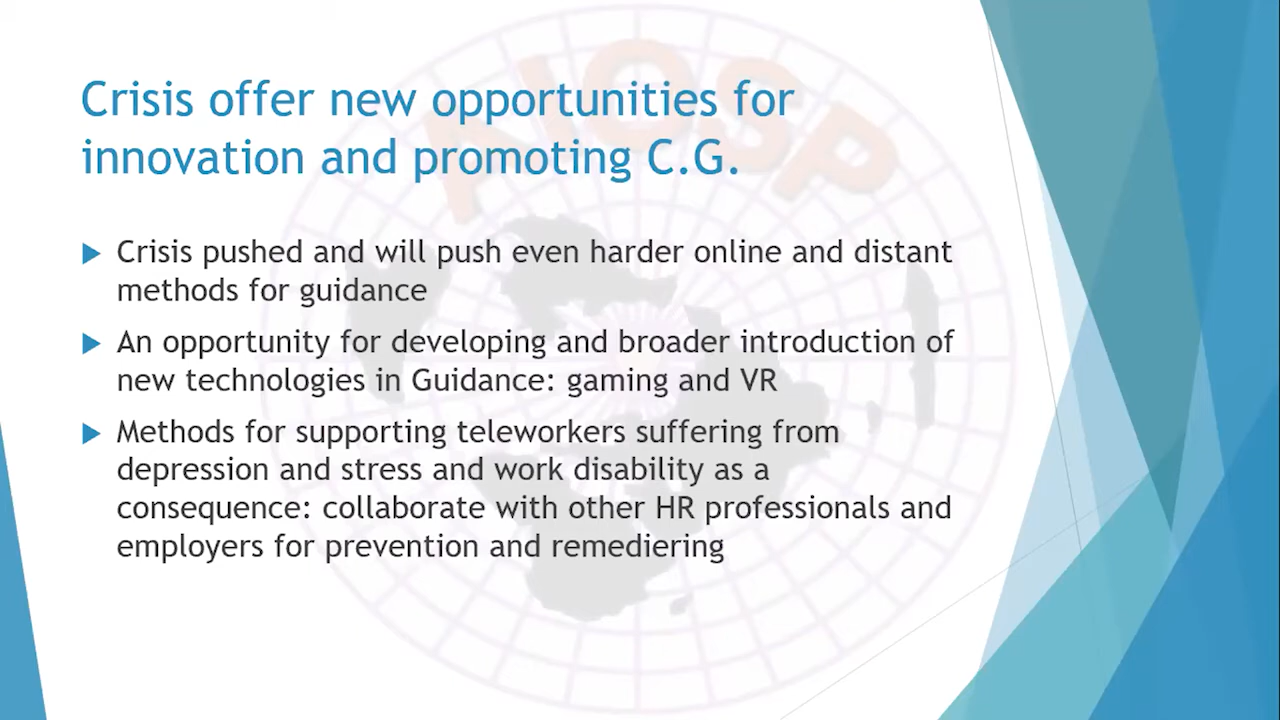 AIOSP
Crisis offer new opportunities for
innovation and promoting C.G.
Crisis pushed and will push even harder online and distant
methods for guidance
An opportunity for developing and broader introduction of
new technologies in Guidance: gaming and VR
Methods for supporting teleworkers suffering from
depression and stress and work disability as a
consequence: collaborate with other HR professionals and
employers for prevention and remediering